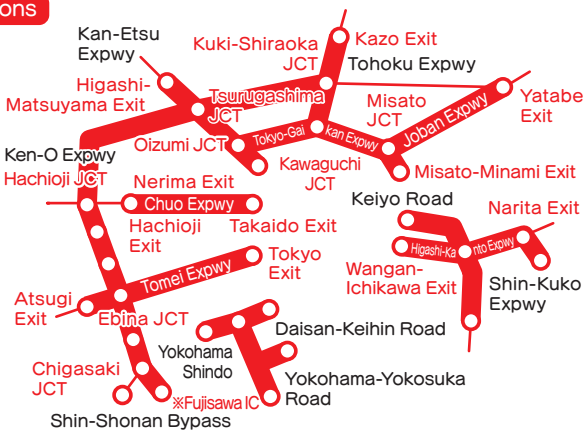 ons
Kan-Etsu
Expwy
Kuki-Shiraoka
JCT
Kazo Exit
Tohoku Expwy
Higashi-
Matsuyama Exit
Tsurugashima
JCT
Misato
JCT
Yatabe
Exit
Joban Expwy
Oizumi JCT
Tokyo-Gai
kan Expwy
Ken-O Expwy
Kawaguchi
JCT
Misato-Minami Exit
Hachioji JCT
Nerima Exit
Chuo Expwy
Hachioji
Exit
Takaido Exit
Keiyo Road
Narita Exit
Higashi-Ka
nto Expwy
Wangan-
Ichikawa Exit
Shin-Kuko
Expwy
Tokyo
Exit
Tomei Expwy
Atsugi
Exit
Ebina JCT
Daisan-Keihin Road
Yokohama
Shindo
Chigasaki
JCT
Yokohama-Yokosuka
Road
※Fujisawa IC
Shin-Shonan Bypass